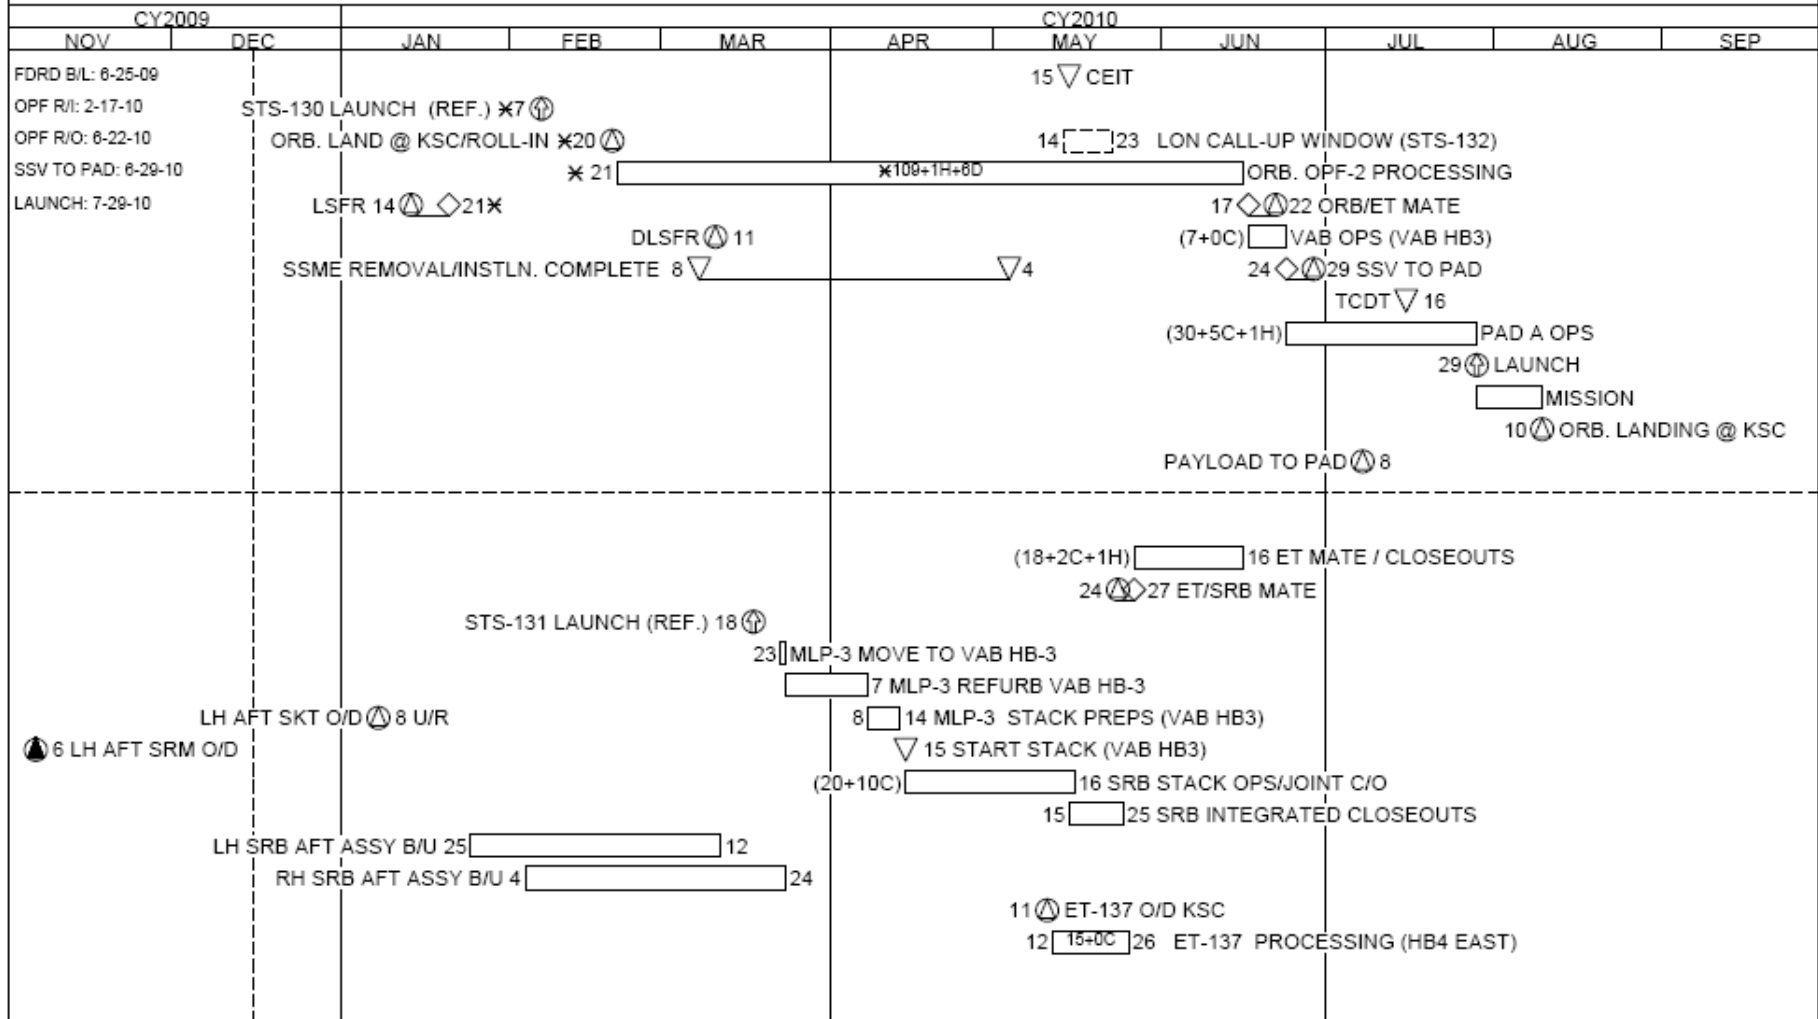 CY2009 CY2010
NOV DEC JAN FEB MAR APR MAY JUN JUL AUG SEP
FDRD B/L: 6-25-09 15 CEIT
OPF R/I: 2-17-10 STS-130 LAUNCH (REF.) *7
OPF R/O: 6-22-10 ORB. LAND @ KSC/ROLL-IN *20 14 23 LON CALL-UP WINDOW (STS-132)
SSV TO PAD: 6-29-10 * 21 *109+1H+6D ORB. OPF-2 PROCESSING
LAUNCH: 7-29-10 LSFR 14 21* 17 22 ORB/ET MATE
DLSFR 11 (7+0C) VAB OPS (VAB HB3)
SSME REMOVAL/INSTLN. COMPLETE 8 4 24 29 SSV TO PAD
TCDT 16
(30+5C+1H) PAD A OPS
29 LAUNCH
MISSION
10 ORB. LANDING @ KSC
PAYLOAD TO PAD 8
(18+2C+1H) 16 ET MATE / CLOSEOUTS
24 27 ET/SRB MATE
STS-131 LAUNCH (REF.) 18
23 MLP-3 MOVE TO VAB HB-3
7 MLP-3 REFURB VAB HB-3
LH AFT SKT O/D 8 U/R 8 14 MLP-3 STACK PREPS (VAB HB3)
6 LH AFT SRM O/D 15 START STACK (VAB HB3)
(20+10C) 16 SRB STACK OPS/JOINT C/O
15 25 SRB INTEGRATED CLOSEOUTS
LH SRB AFT ASSY B/U 25 12
RH SRB AFT ASSY B/U 4 24
11 ET-137 O/D KSC
12 15+0C 26 ET-137 PROCESSING (HB4 EAST)